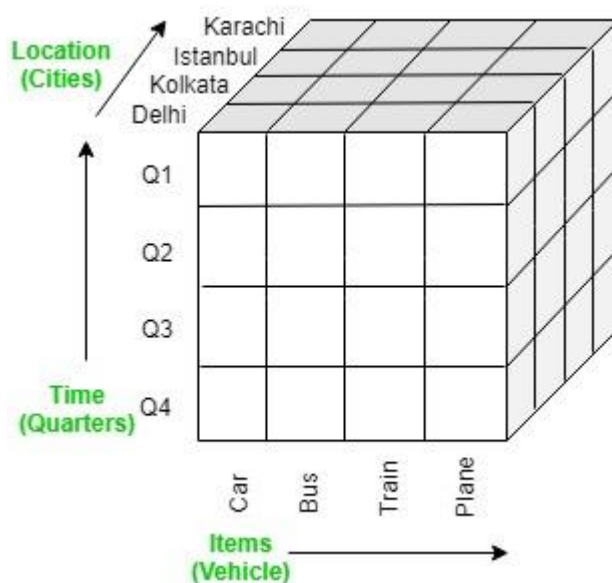 Karachi
Istanbul
Kolkata
Delhi
Location
(Cities)
Q1
Q2
Q3
Q4
Time
(Quarters)
Car
Bus
Train
Plane
Items
(Vehicle)